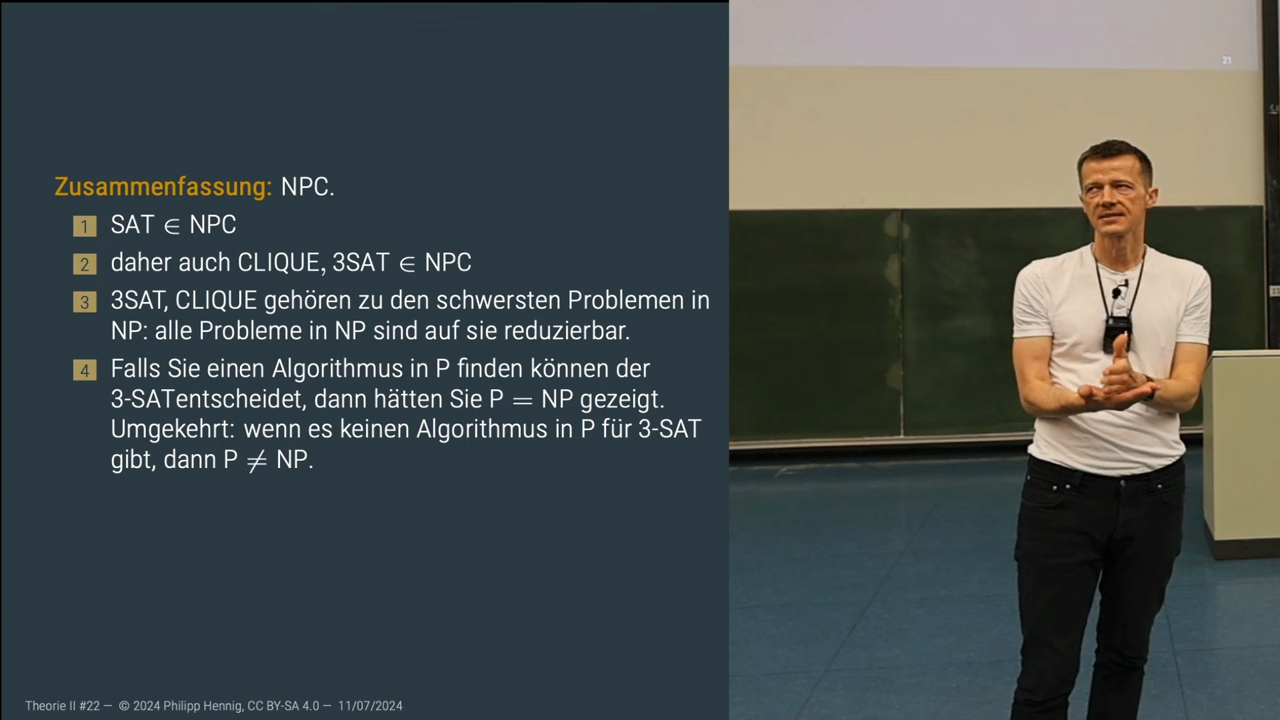 Zusammenfassung: NPC.
1 SAT ∈ NPC
2 daher auch CLIQUE, 3SAT ∈ NPC
3 3SAT, CLIQUE gehören zu den schwersten Problemen in
NP: alle Probleme in NP sind auf sie reduzierbar.
4 Falls Sie einen Algorithmus in P finden können der
3-SATentscheidet, dann hätten Sie P = NP gezeigt.
Umgekehrt: wenn es keinen Algorithmus in P für 3-SAT
gibt, dann P ≠ NP.
Theorie II #22 — © 2024 Philipp Hennig, CC BY-SA 4.0 — 11/07/2024
21